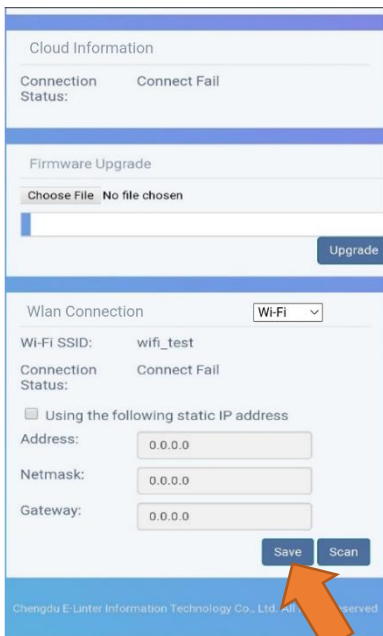 Cloud Information
Connection Status: Connect Fail
Firmware Upgrade
Choose File No file chosen
Upgrade
Wlan Connection Wi-Fi
Wi-Fi SSID: wifi_test
Connection Status: Connect Fail
Using the following static IP address
Address: 0.0.0.0
Netmask: 0.0.0.0
Gateway: 0.0.0.0
Save Scan
Chengdu E-Linter Information Technology Co., Ltd. All